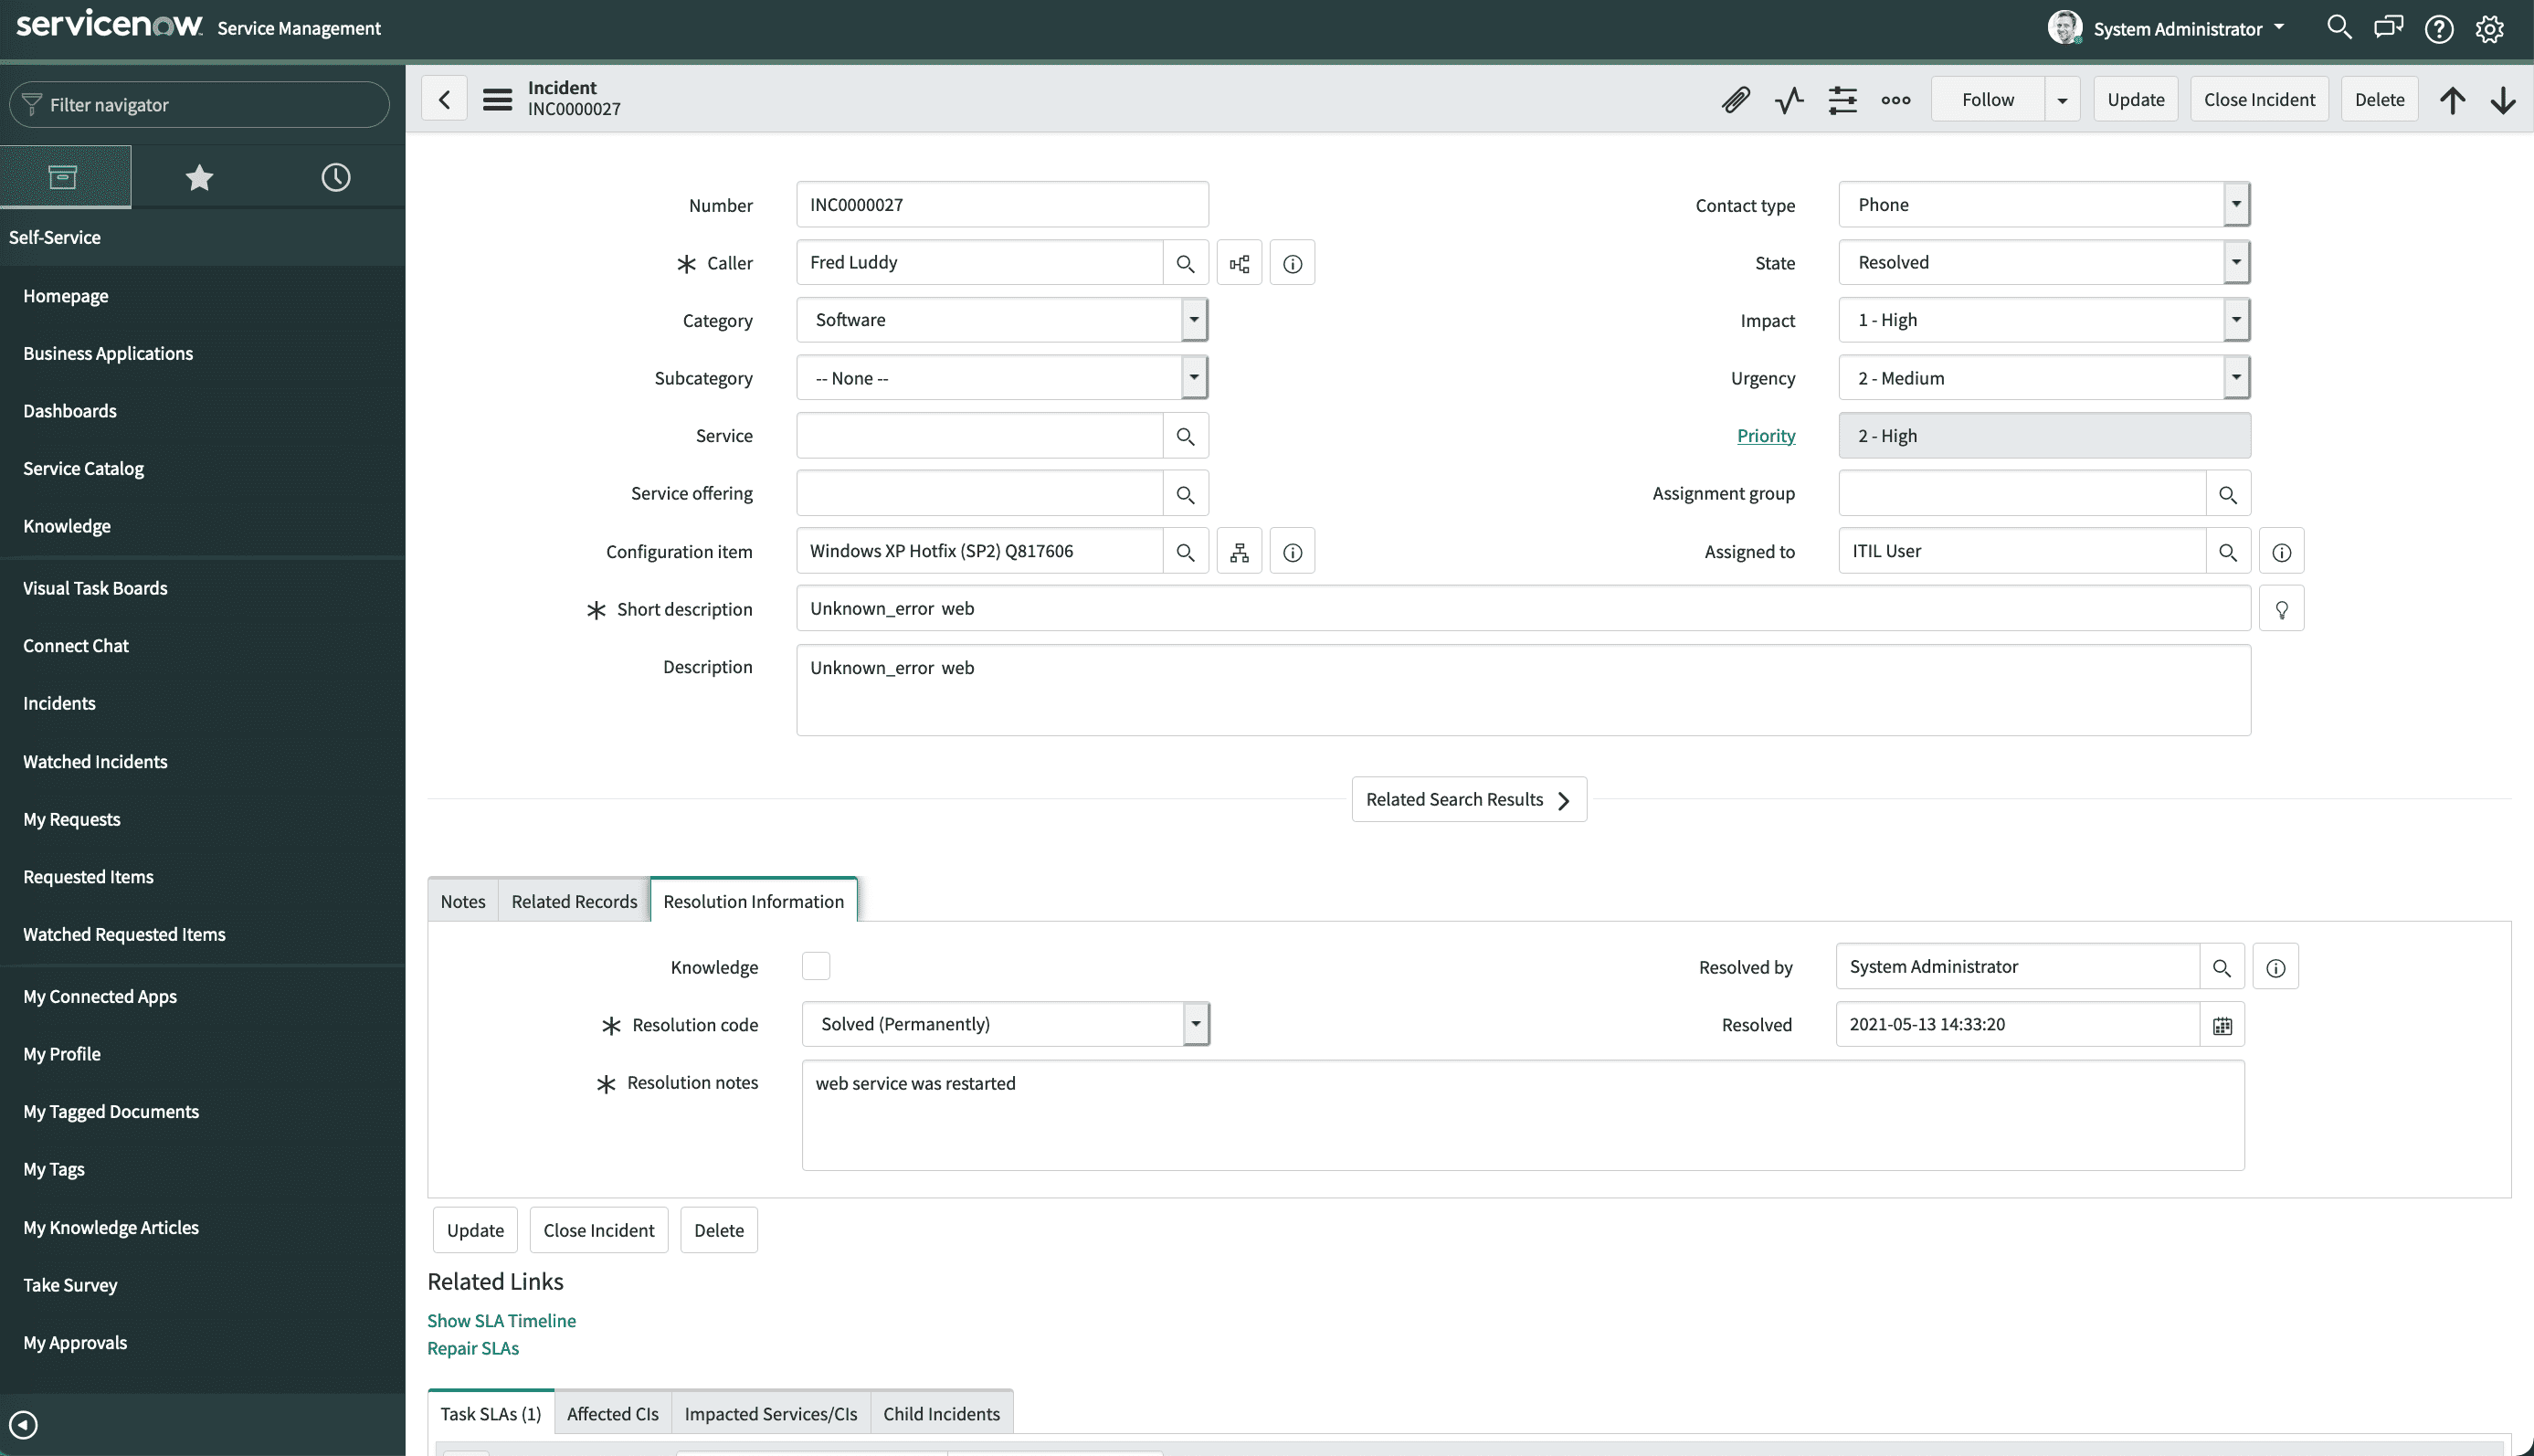 servicenow Service Management
System Administrator
Filter navigator
Self-Service
Homepage
Business Applications
Dashboards
Service Catalog
Knowledge
Visual Task Boards
Connect Chat
Incidents
Watched Incidents
My Requests
Requested Items
Watched Requested Items
My Connected Apps
My Profile
My Tagged Documents
My Tags
My Knowledge Articles
Take Survey
My Approvals
Incident
INC0000027
Follow Update Close Incident Delete
Number INC0000027
Caller Fred Luddy
Category Software
Subcategory -- None --
Service
Service offering
Configuration item Windows XP Hotfix (SP2) Q817606
Contact type Phone
State Resolved
Impact 1 - High
Urgency 2 - Medium
Priority 2 - High
Assignment group
Assigned to ITIL User
Short description Unknown_error web
Description Unknown_error web
Related Search Results
Notes Related Records Resolution Information
Knowledge
Resolution code Solved (Permanently)
Resolved by System Administrator
Resolved 2021-05-13 14:33:20
Resolution notes web service was restarted
Update Close Incident Delete
Related Links
Show SLA Timeline
Repair SLAs
Task SLAs (1) Affected CIs Impacted Services/CIs Child Incidents